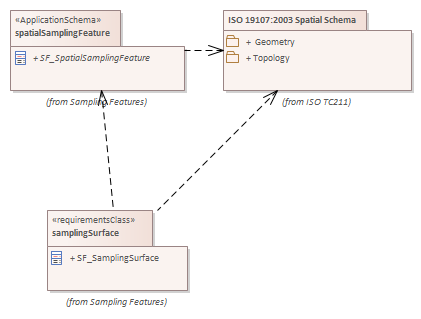 «ApplicationSchema»
spatialSamplingFeature
+ SF_SpatialSamplingFeature
(from Sampling Features)
ISO 19107:2003 Spatial Schema
+ Geometry
+ Topology
(from ISO TC211)
«requirementsClass»
samplingSurface
+ SF_SamplingSurface
(from Sampling Features)